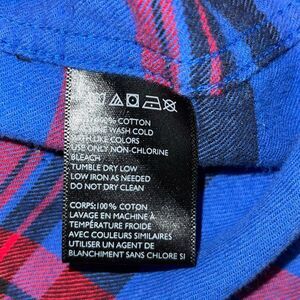 100% COTTON
WASH COLD
LIKE COLORS
USE ONLY NON-CHLORINE
BLEACH
TUMBLE DRY LOW
LOW IRON AS NEEDED
DO NOT DRY CLEAN
CORPS: 100% COTON
LAVAGE EN MACHINE À
TEMPÉRATURE FROIDE
AVEC COULEURS SIMILAIRES
UTILISER UN AGENT DE
BLANCHIMENT SANS CHLORE SI